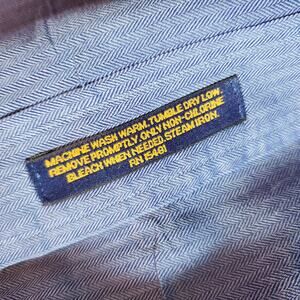 MACHINE WASH WARM. TUMBLE DRY LOW.
REMOVE PROMPTLY. ONLY NON-CHLORINE
BLEACH WHEN NEEDED. STEAM IRON.
RN 15481